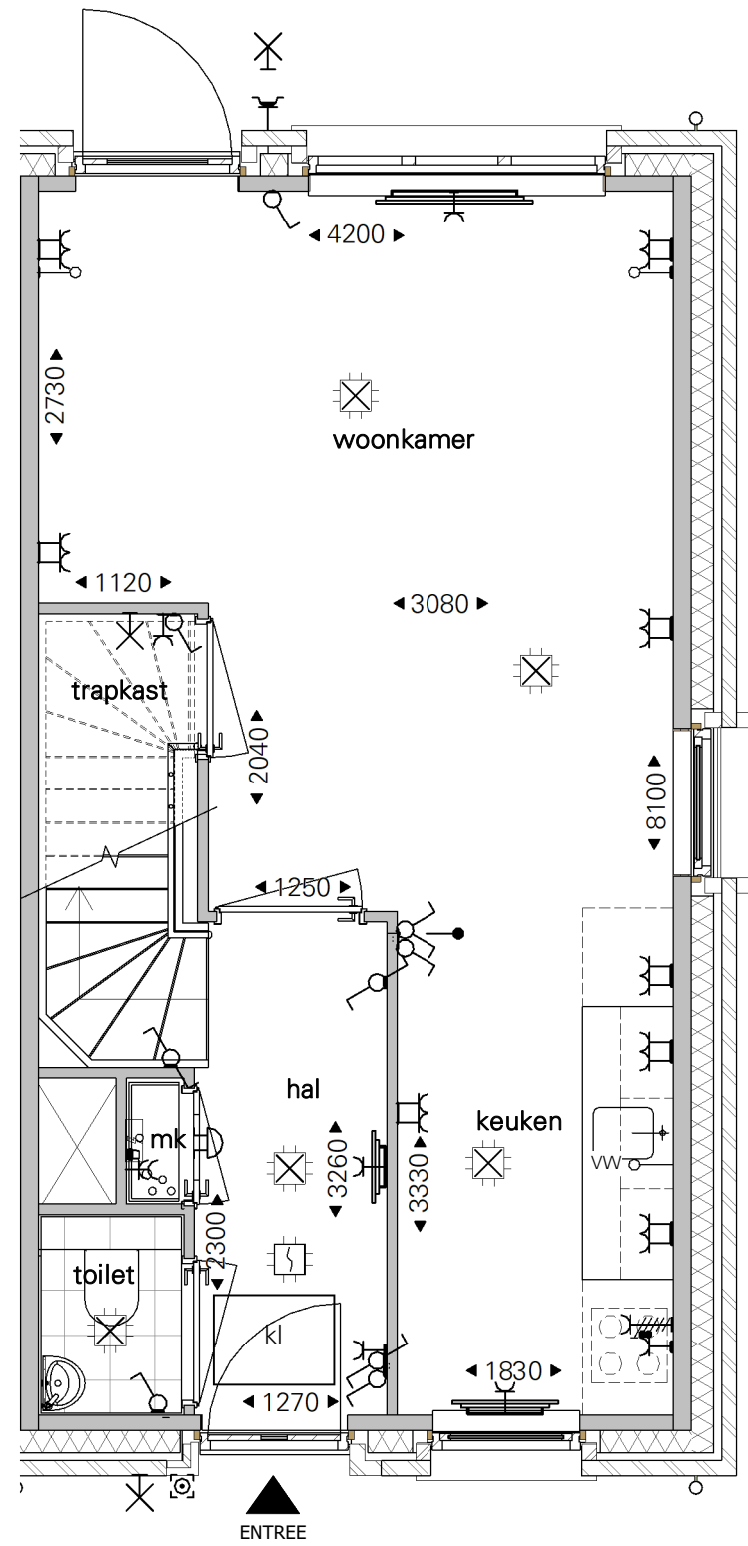 4200
2730
woonkamer
1120
3080
trapkast
2040
8100
1250
hal
keuken
mk
3260
3330
VW
2300
toilet
kl
1830
1270
ENTREE